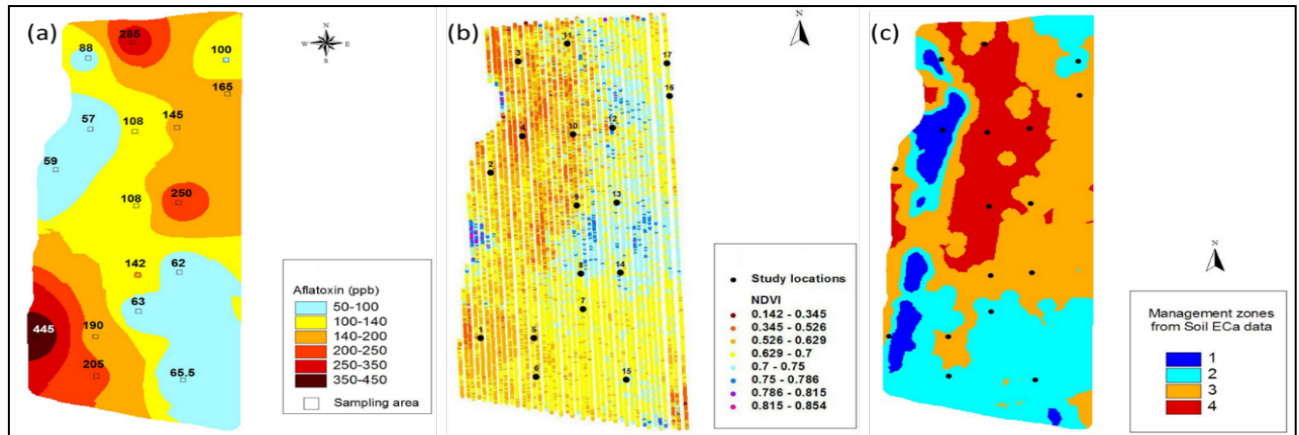 (a)
N
W E
S
285
88
100
165
57
108
145
59
250
108
142
62
63
445
190
205
65.5
Aflatoxin (ppb)
50-100
100-140
140-200
200-250
250-350
350-450
Sampling area
(b)
N
11
3
17
16
12
4
10
2
9
13
8
14
7
1
5
6
15
Study locations
NDVI
0.142 - 0.345
0.345 - 0.526
0.526 - 0.629
0.629 - 0.7
0.7 - 0.75
0.75 - 0.786
0.786 - 0.815
0.815 - 0.854
(c)
N
Management zones
from Soil ECa data
1
2
3
4